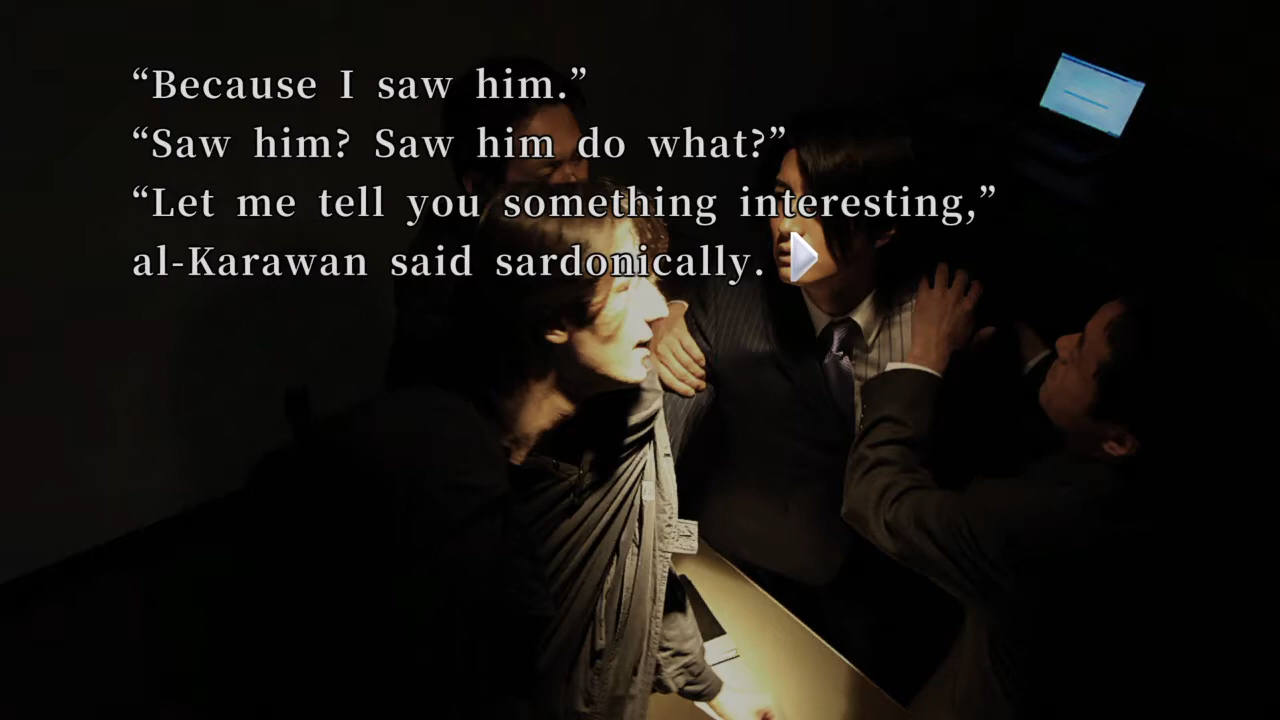 “Because I saw him.”
“Saw him? Saw him do what?”
“Let me tell you something interesting,”
al-Karawan said sardonically.